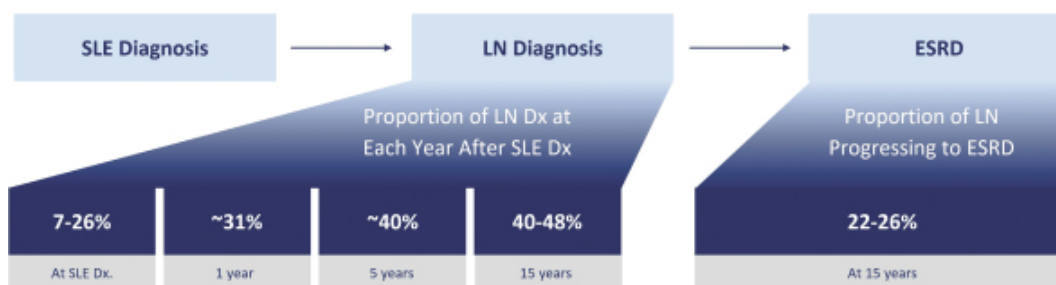 SLE Diagnosis
LN Diagnosis
ESRD
Proportion of LN Dx at
Each Year After SLE Dx
Proportion of LN
Progressing to ESRD
7-26%
~31%
~40%
40-48%
22-26%
At SLE Dx.
1 year
5 years
15 years
At 15 years